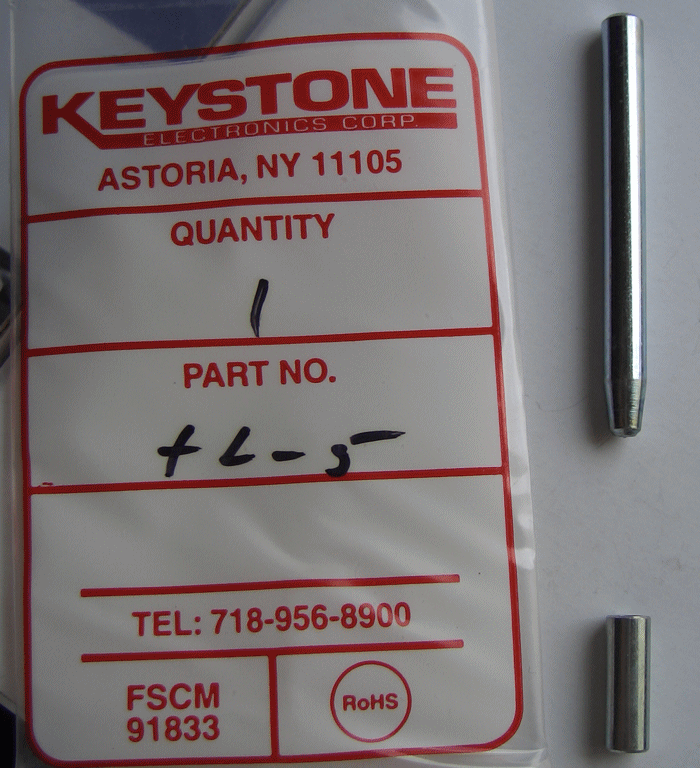 KEYSTONE
ELECTRONICS CORP.
ASTORIA, NY 11105
QUANTITY
1
PART NO.
tL-5
TEL: 718-956-8900
FSCM
91833
RoHS